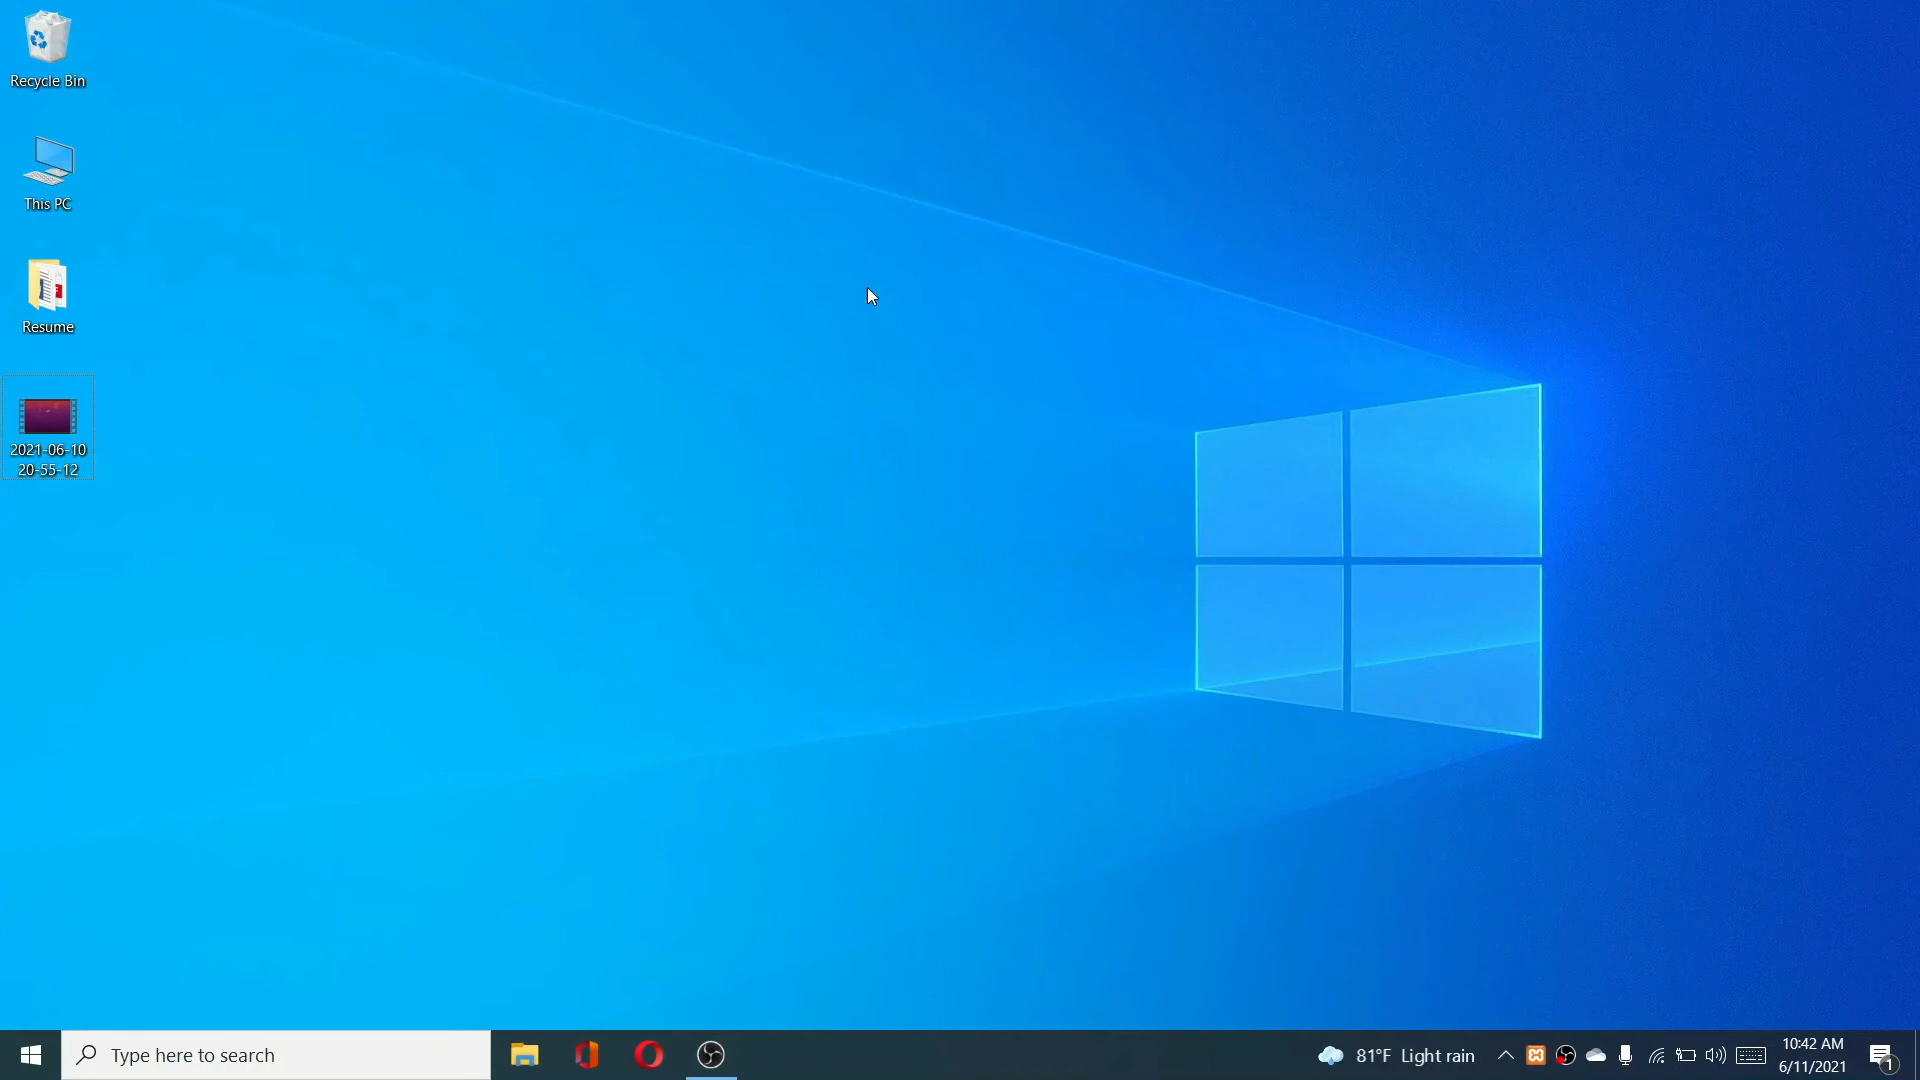 Recycle Bin
This PC
Resume
2021-06-10
20-55-12
Type here to search
81°F Light rain
10:42 AM
6/11/2021
1